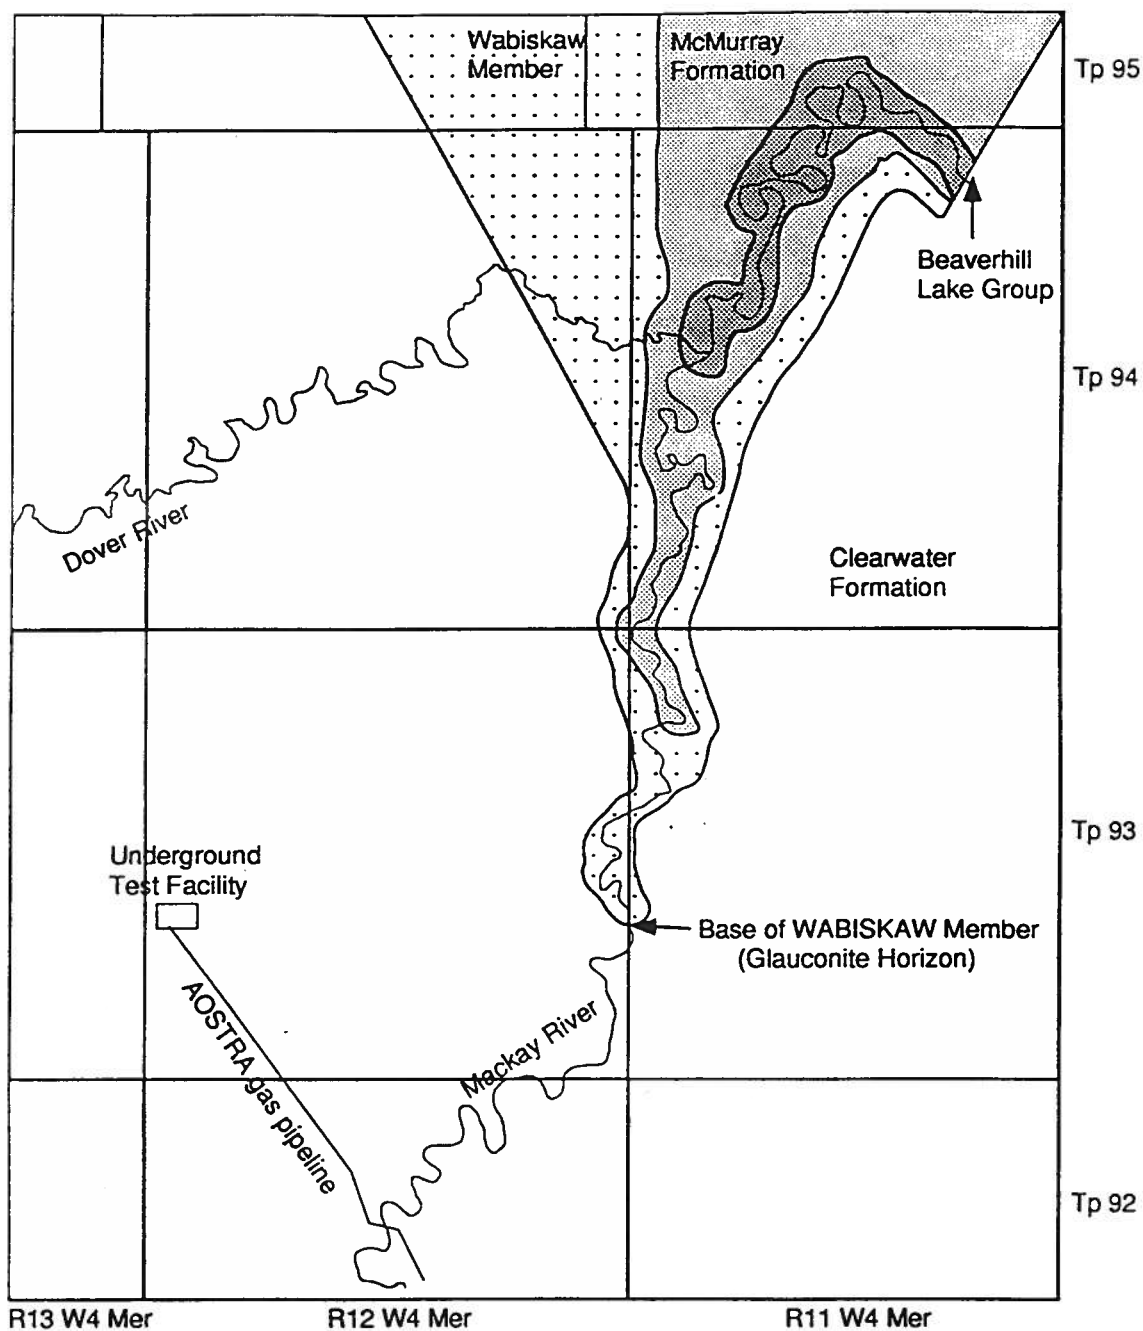 Wabiskaw
Member
McMurray
Formation
Tp 95
Beaverhill
Lake Group
Tp 94
Dover River
Clearwater
Formation
Tp 93
Underground
Test Facility
Base of WABISKAW Member
(Glauconite Horizon)
AOSTRA gas pipeline
Mackay River
Tp 92
R13 W4 Mer
R12 W4 Mer
R11 W4 Mer